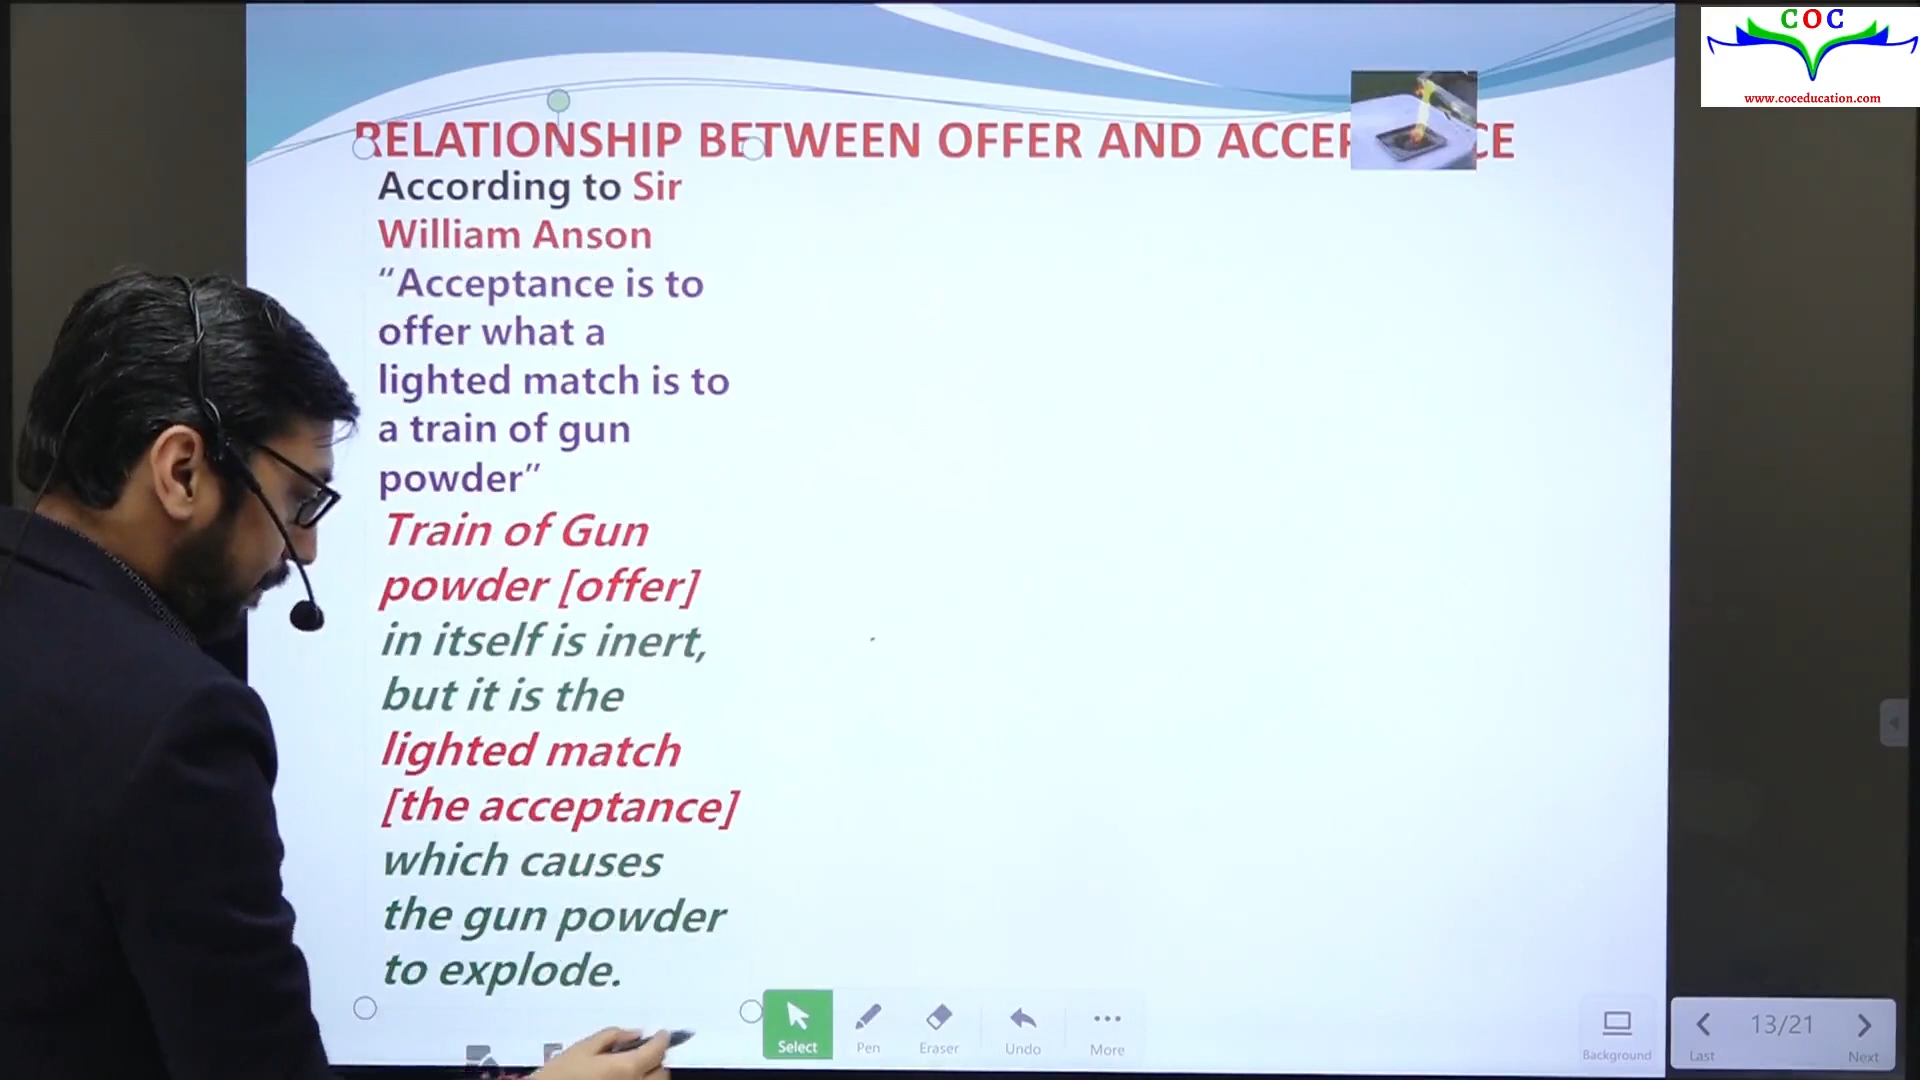 COC
www.coceducation.com
RELATIONSHIP BETWEEN OFFER AND ACCEP CE
According to Sir
William Anson
“Acceptance is to
offer what a
lighted match is to
a train of gun
powder”
Train of Gun
powder [offer]
in itself is inert,
but it is the
lighted match
[the acceptance]
which causes
the gun powder
to explode.
Select
Pen
Eraser
Undo
More
Background
Last
13/21
Next